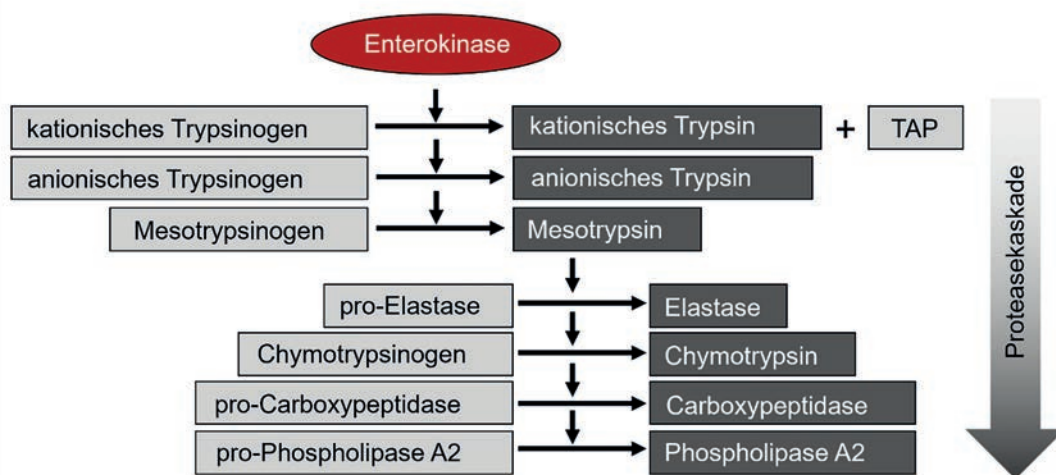 Enterokinase
kationisches Trypsinogen
kationisches Trypsin
+
TAP
anionisches Trypsinogen
anionisches Trypsin
Mesotrypsinogen
Mesotrypsin
pro-Elastase
Elastase
Chymotrypsinogen
Chymotrypsin
pro-Carboxypeptidase
Carboxypeptidase
pro-Phospholipase A2
Phospholipase A2
Proteasekaskade